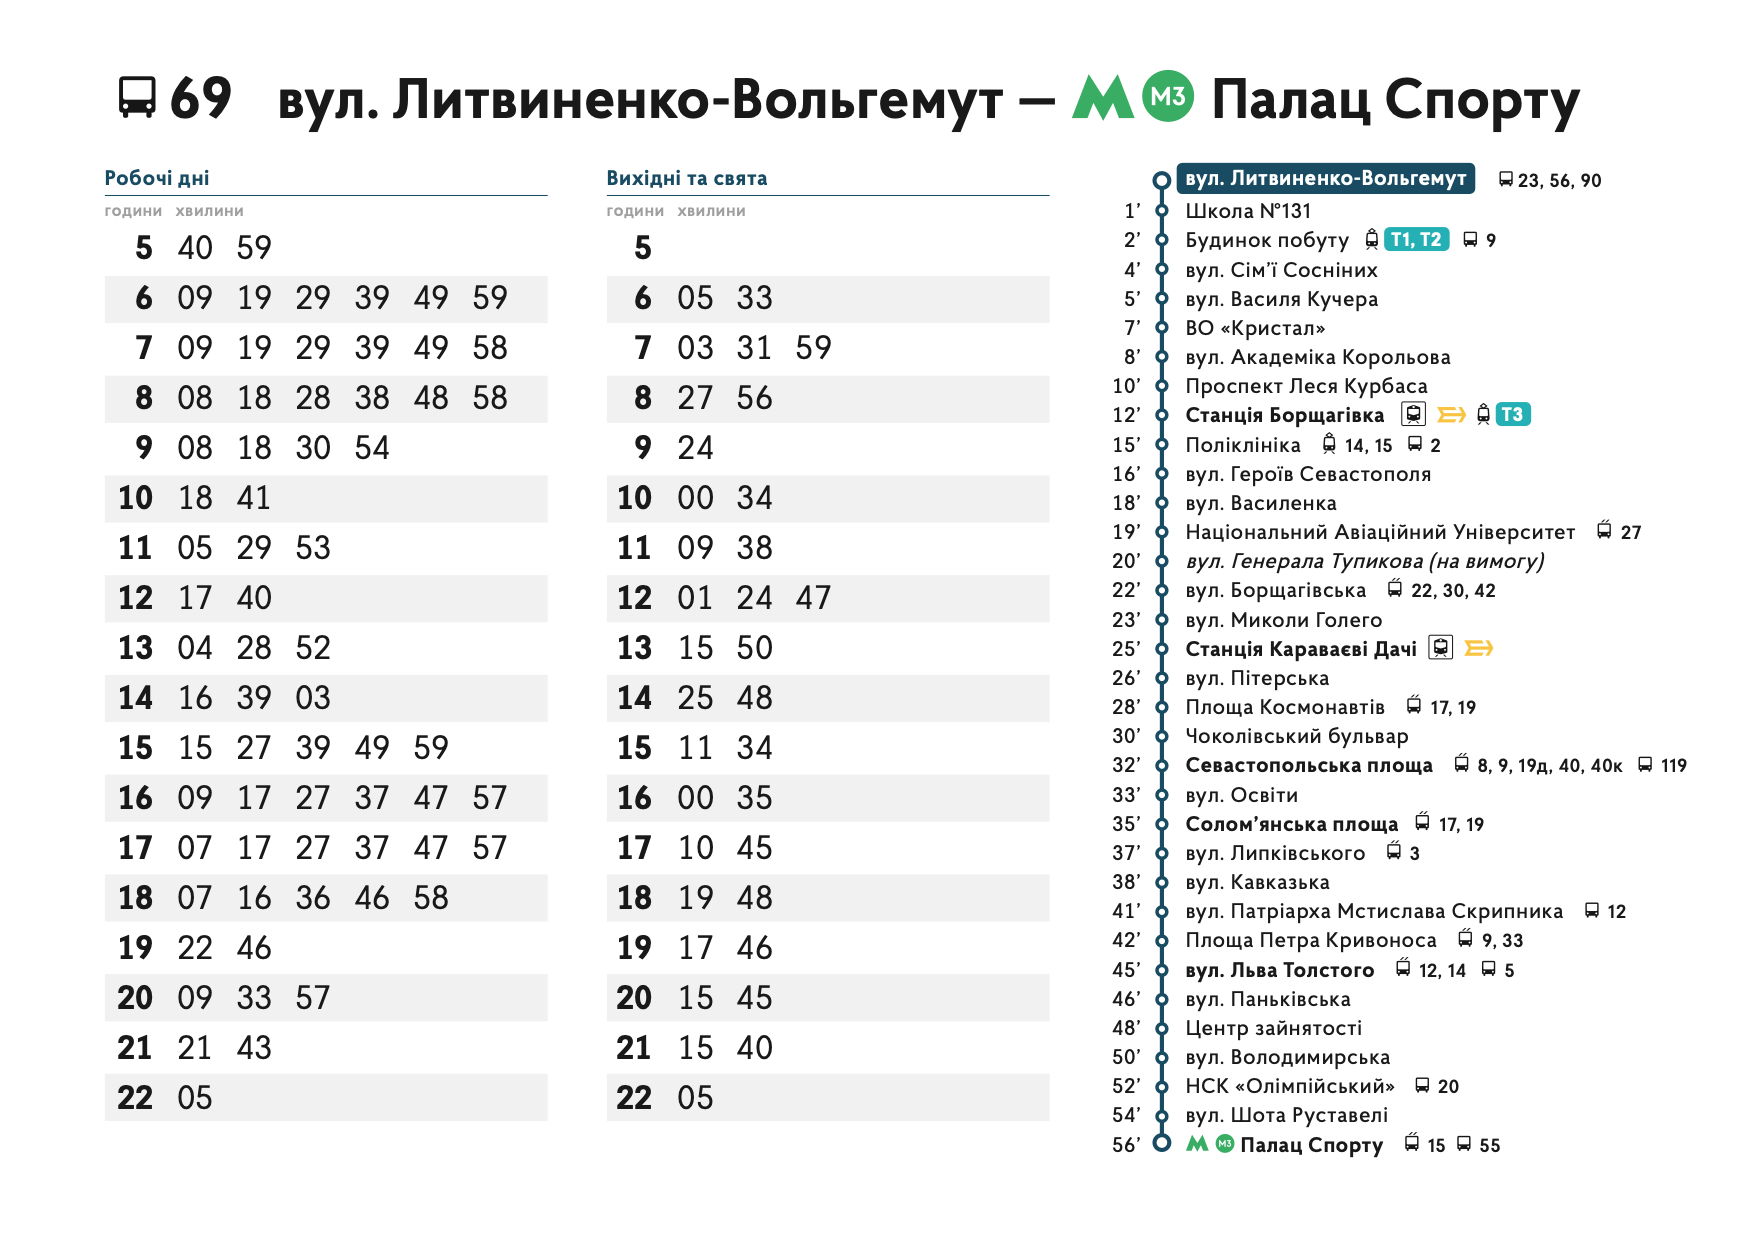 69 вул. Литвиненко-Вольгемут — М3 Палац Спорту
Робочі дні
години хвилини
5 40 59
6 09 19 29 39 49 59
7 09 19 29 39 49 58
8 08 18 28 38 48 58
9 08 18 30 54
10 18 41
11 05 29 53
12 17 40
13 04 28 52
14 16 39 03
15 15 27 39 49 59
16 09 17 27 37 47 57
17 07 17 27 37 47 57
18 07 16 36 46 58
19 22 46
20 09 33 57
21 21 43
22 05
Вихідні та свята
години хвилини
5
6 05 33
7 03 31 59
8 27 56
9 24
10 00 34
11 09 38
12 01 24 47
13 15 50
14 25 48
15 11 34
16 00 35
17 10 45
18 19 48
19 17 46
20 15 45
21 15 40
22 05
вул. Литвиненко-Вольгемут 23, 56, 90
1’ Школа №131
2’ Будинок побуту Т1, Т2 9
4’ вул. Сім’ї Сосніних
5’ вул. Василя Кучера
7’ ВО «Кристал»
8’ вул. Академіка Корольова
10’ Проспект Леся Курбаса
12’ Станція Борщагівка Т3
15’ Поліклініка 14, 15 2
16’ вул. Героїв Севастополя
18’ вул. Василенка
19’ Національний Авіаційний Університет 27
20’ вул. Генерала Тупикова (на вимогу)
22’ вул. Борщагівська 22, 30, 42
23’ вул. Миколи Голего
25’ Станція Караваєві Дачі
26’ вул. Пітерська
28’ Площа Космонавтів 17, 19
30’ Чоколівський бульвар
32’ Севастопольська площа 8, 9, 19д, 40, 40к 119
33’ вул. Освіти
35’ Солом’янська площа 17, 19
37’ вул. Липківського 3
38’ вул. Кавказька
41’ вул. Патріарха Мстислава Скрипника 12
42’ Площа Петра Кривоноса 9, 33
45’ вул. Льва Толстого 12, 14 5
46’ вул. Паньківська
48’ Центр зайнятості
50’ вул. Володимирська
52’ НСК «Олімпійський» 20
54’ вул. Шота Руставелі
56’ М3 Палац Спорту 15 55